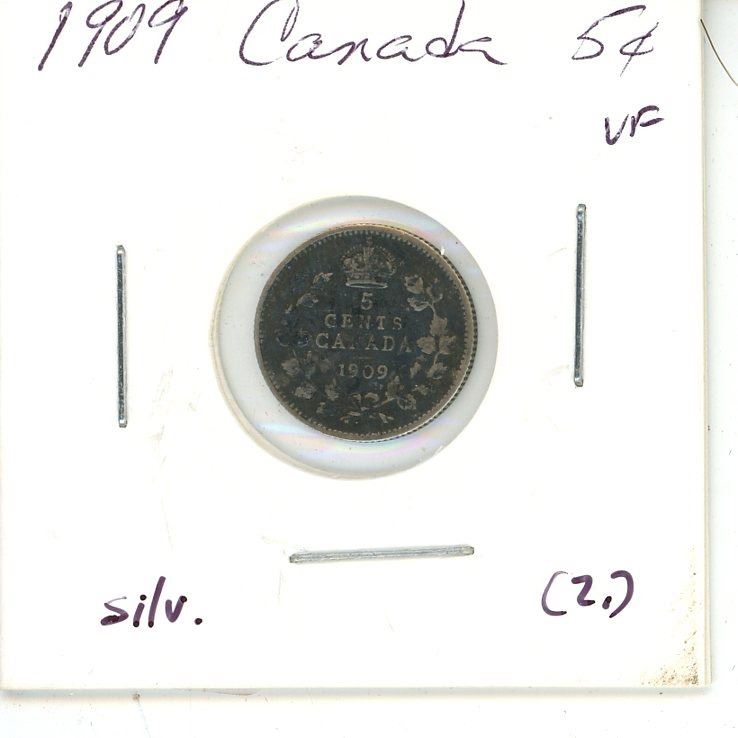 1909 Canada 5¢
VF
5
CENTS
CANADA
1909
silv.
(2.)